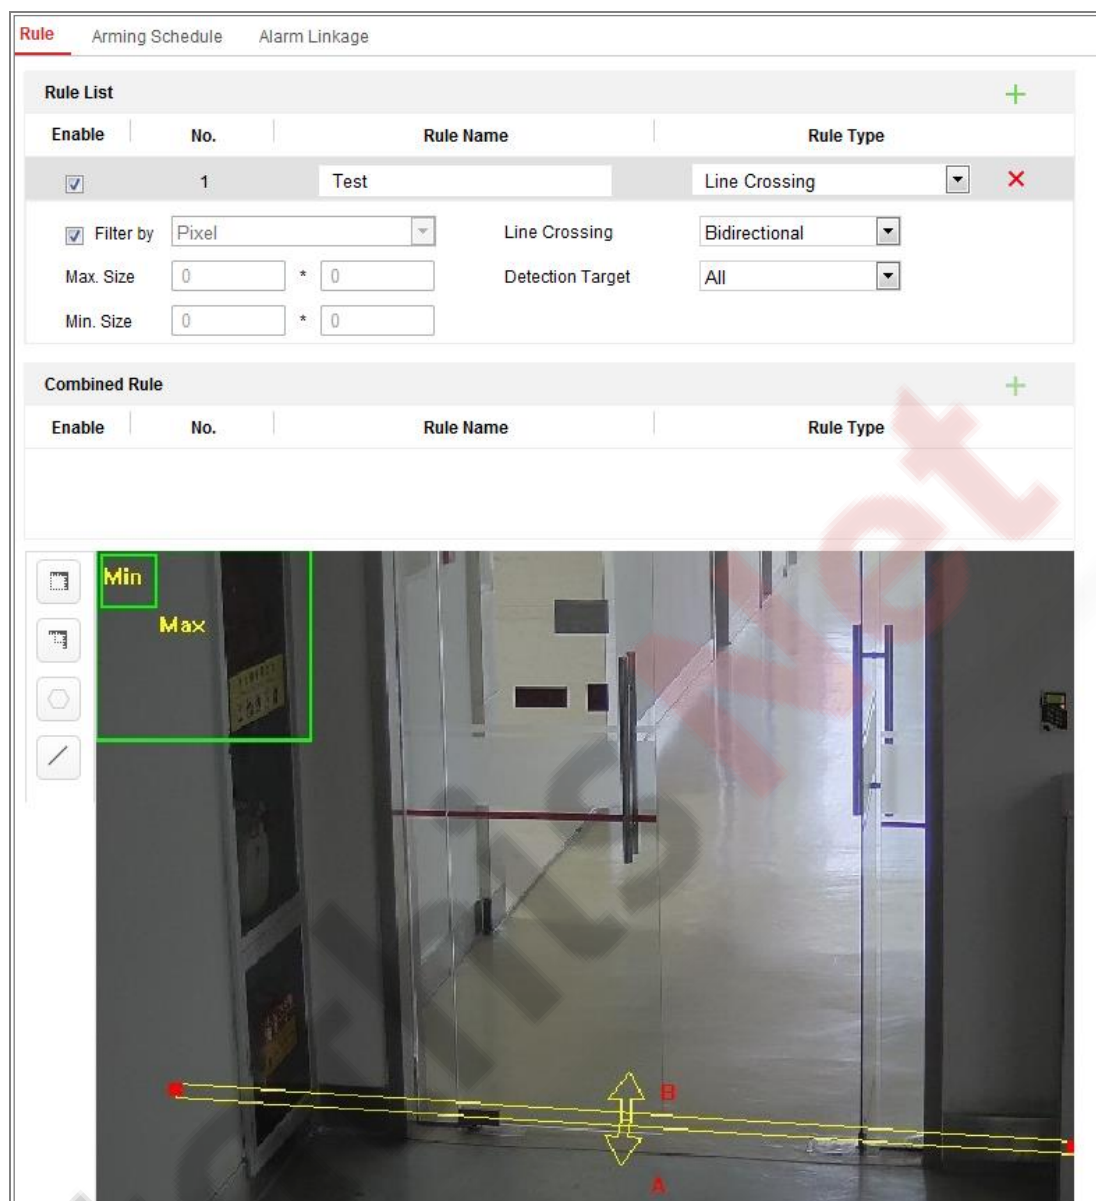 Rule Arming Schedule Alarm Linkage
Rule List
Enable No. Rule Name Rule Type
1 Test Line Crossing
Filter by Pixel Line Crossing Bidirectional
Max. Size 0 * 0 Detection Target All
Min. Size 0 * 0
Combined Rule
Enable No. Rule Name Rule Type
Min
Max
B
A